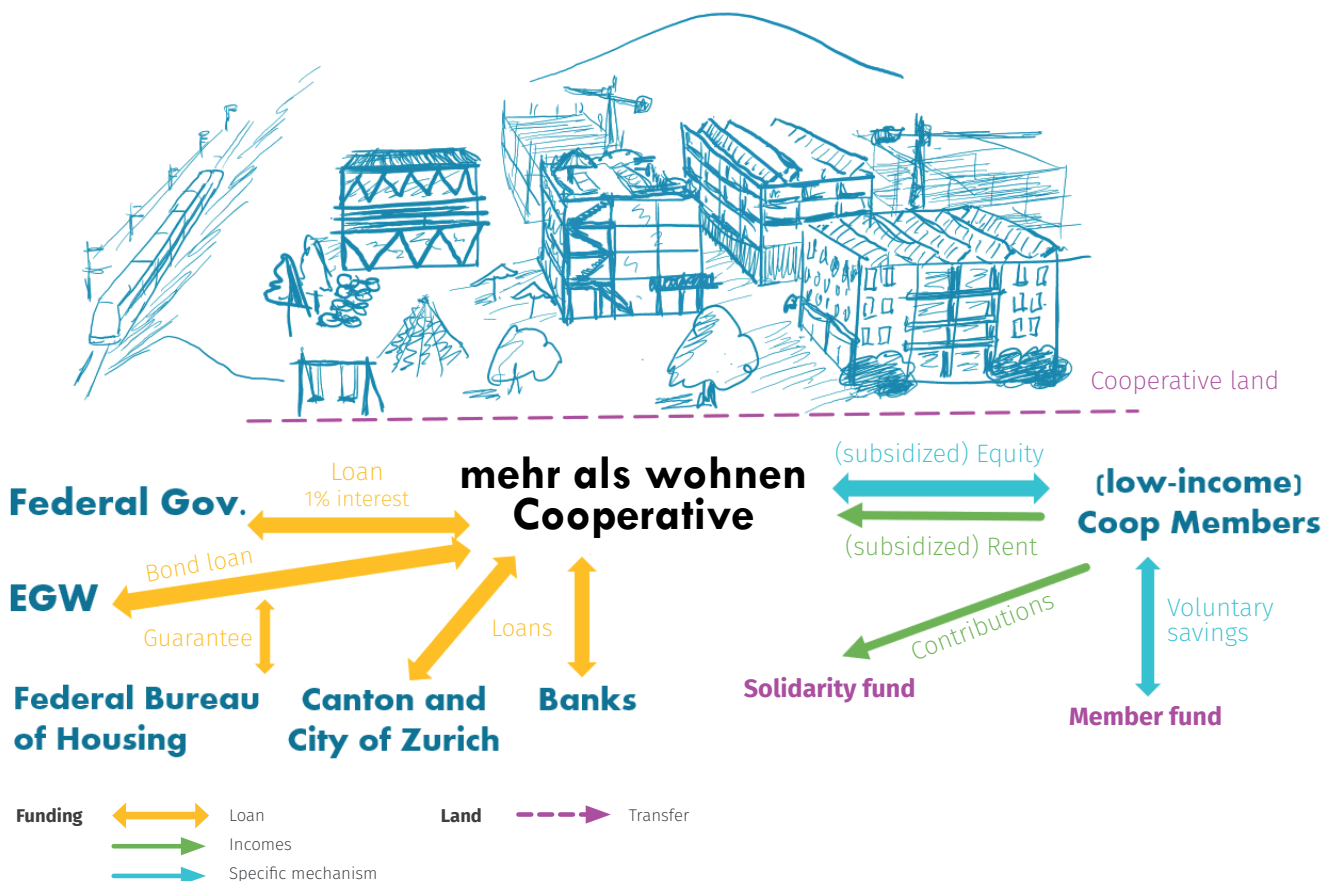 Cooperative land
(subsidized) Equity
Loan
1% interest
mehr als wohnen
Cooperative
Federal Gov.
(low-income)
Coop Members
(subsidized) Rent
Bond loan
EGW
Guarantee
Loans
Contributions
Voluntary
savings
Federal Bureau
of Housing
Canton and
City of Zurich
Banks
Solidarity fund
Member fund
Funding
Loan
Incomes
Specific mechanism
Land
Transfer